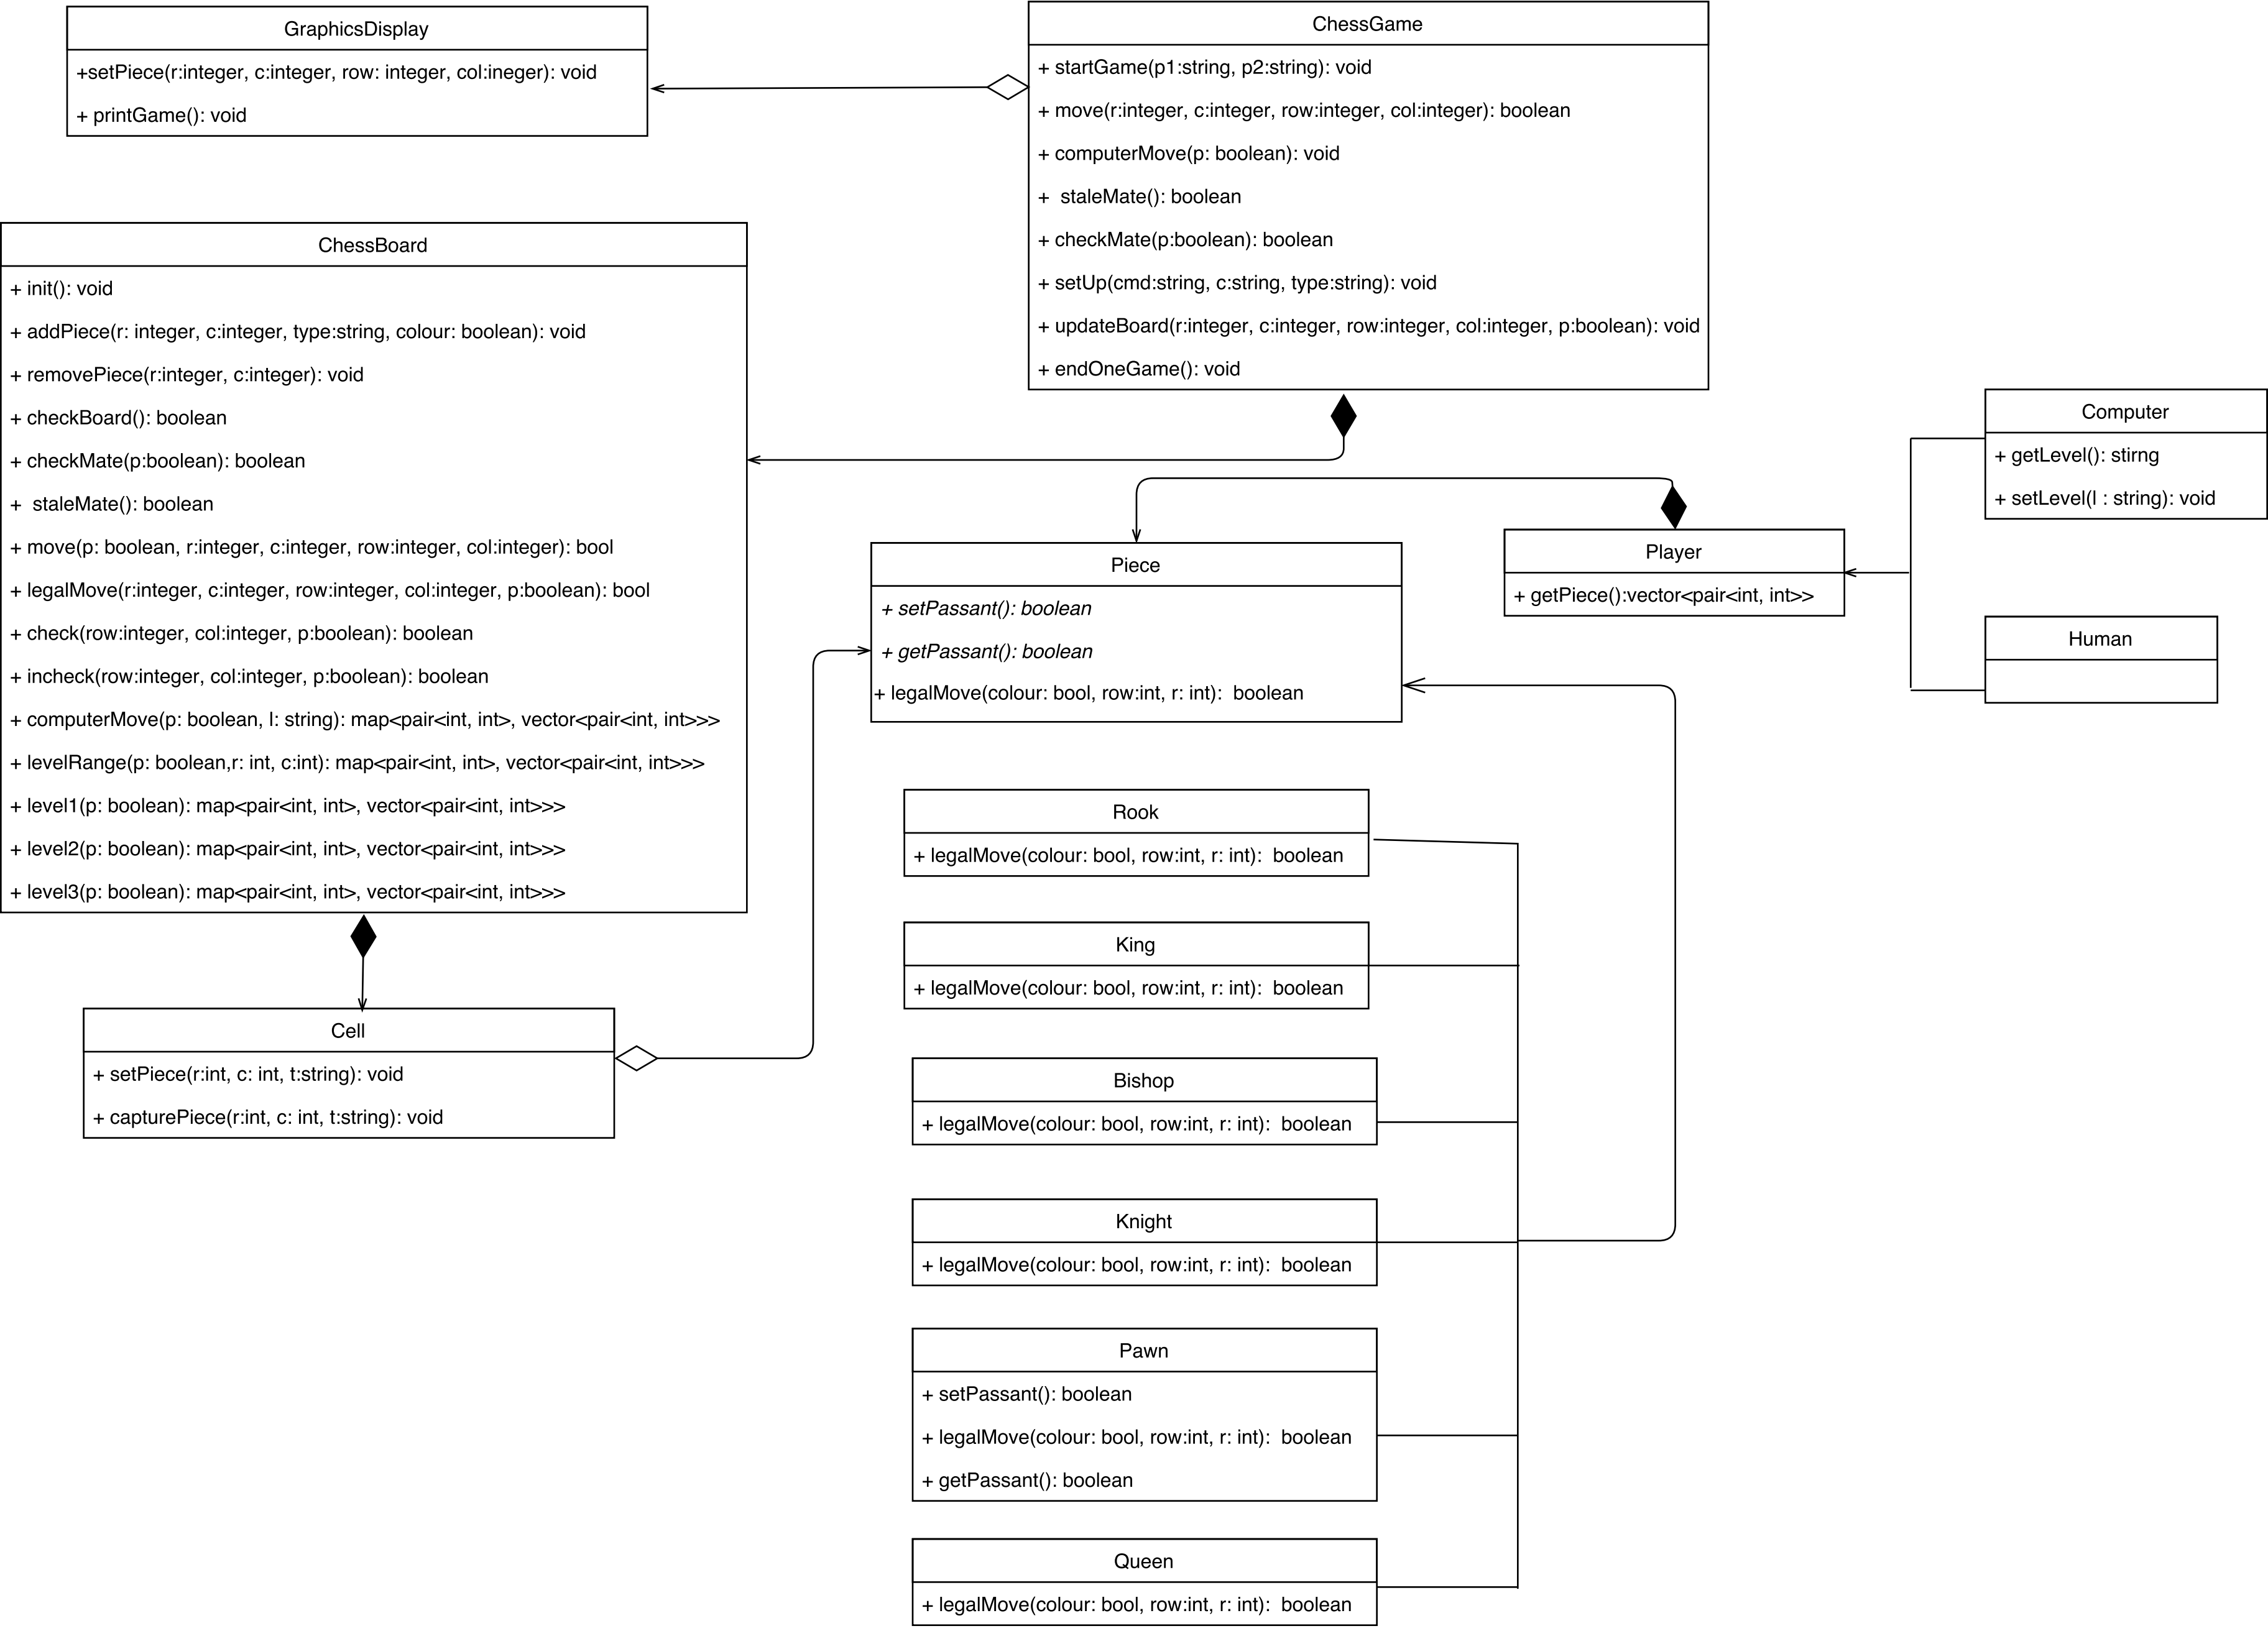 GraphicsDisplay
+setPiece(r:integer, c:integer, row: integer, col:ineger): void
+ printGame(): void
ChessGame
+ startGame(p1:string, p2:string): void
+ move(r:integer, c:integer, row:integer, col:integer): boolean
+ computerMove(p: boolean): void
+ staleMate(): boolean
+ checkMate(p:boolean): boolean
+ setUp(cmd:string, c:string, type:string): void
+ updateBoard(r:integer, c:integer, row:integer, col:integer, p:boolean): void
+ endOneGame(): void
ChessBoard
+ init(): void
+ addPiece(r: integer, c:integer, type:string, colour: boolean): void
+ removePiece(r:integer, c:integer): void
+ checkBoard(): boolean
+ checkMate(p:boolean): boolean
+ staleMate(): boolean
+ move(p: boolean, r:integer, c:integer, row:integer, col:integer): bool
+ legalMove(r:integer, c:integer, row:integer, col:integer, p:boolean): bool
+ check(row:integer, col:integer, p:boolean): boolean
+ incheck(row:integer, col:integer, p:boolean): boolean
+ computerMove(p: boolean, l: string): map<pair<int, int>, vector<pair<int, int>>>
+ levelRange(p: boolean,r: int, c:int): map<pair<int, int>, vector<pair<int, int>>>
+ level1(p: boolean): map<pair<int, int>, vector<pair<int, int>>>
+ level2(p: boolean): map<pair<int, int>, vector<pair<int, int>>>
+ level3(p: boolean): map<pair<int, int>, vector<pair<int, int>>>
Computer
+ getLevel(): stirng
+ setLevel(l : string): void
Player
+ getPiece():vector<pair<int, int>>
Human
Piece
+ setPassant(): boolean
+ getPassant(): boolean
+ legalMove(colour: bool, row:int, r: int): boolean
Rook
+ legalMove(colour: bool, row:int, r: int): boolean
King
+ legalMove(colour: bool, row:int, r: int): boolean
Cell
+ setPiece(r:int, c: int, t:string): void
+ capturePiece(r:int, c: int, t:string): void
Bishop
+ legalMove(colour: bool, row:int, r: int): boolean
Knight
+ legalMove(colour: bool, row:int, r: int): boolean
Pawn
+ setPassant(): boolean
+ legalMove(colour: bool, row:int, r: int): boolean
+ getPassant(): boolean
Queen
+ legalMove(colour: bool, row:int, r: int): boolean